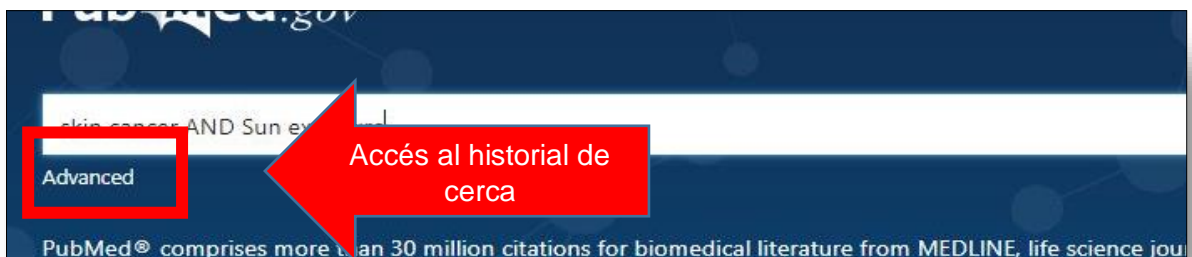 PubMed.gov
skin cancer AND Sun
Advanced
Accés al historial de
cerca
PubMed® comprises more than 30 million citations for biomedical literature from MEDLINE, life science jou